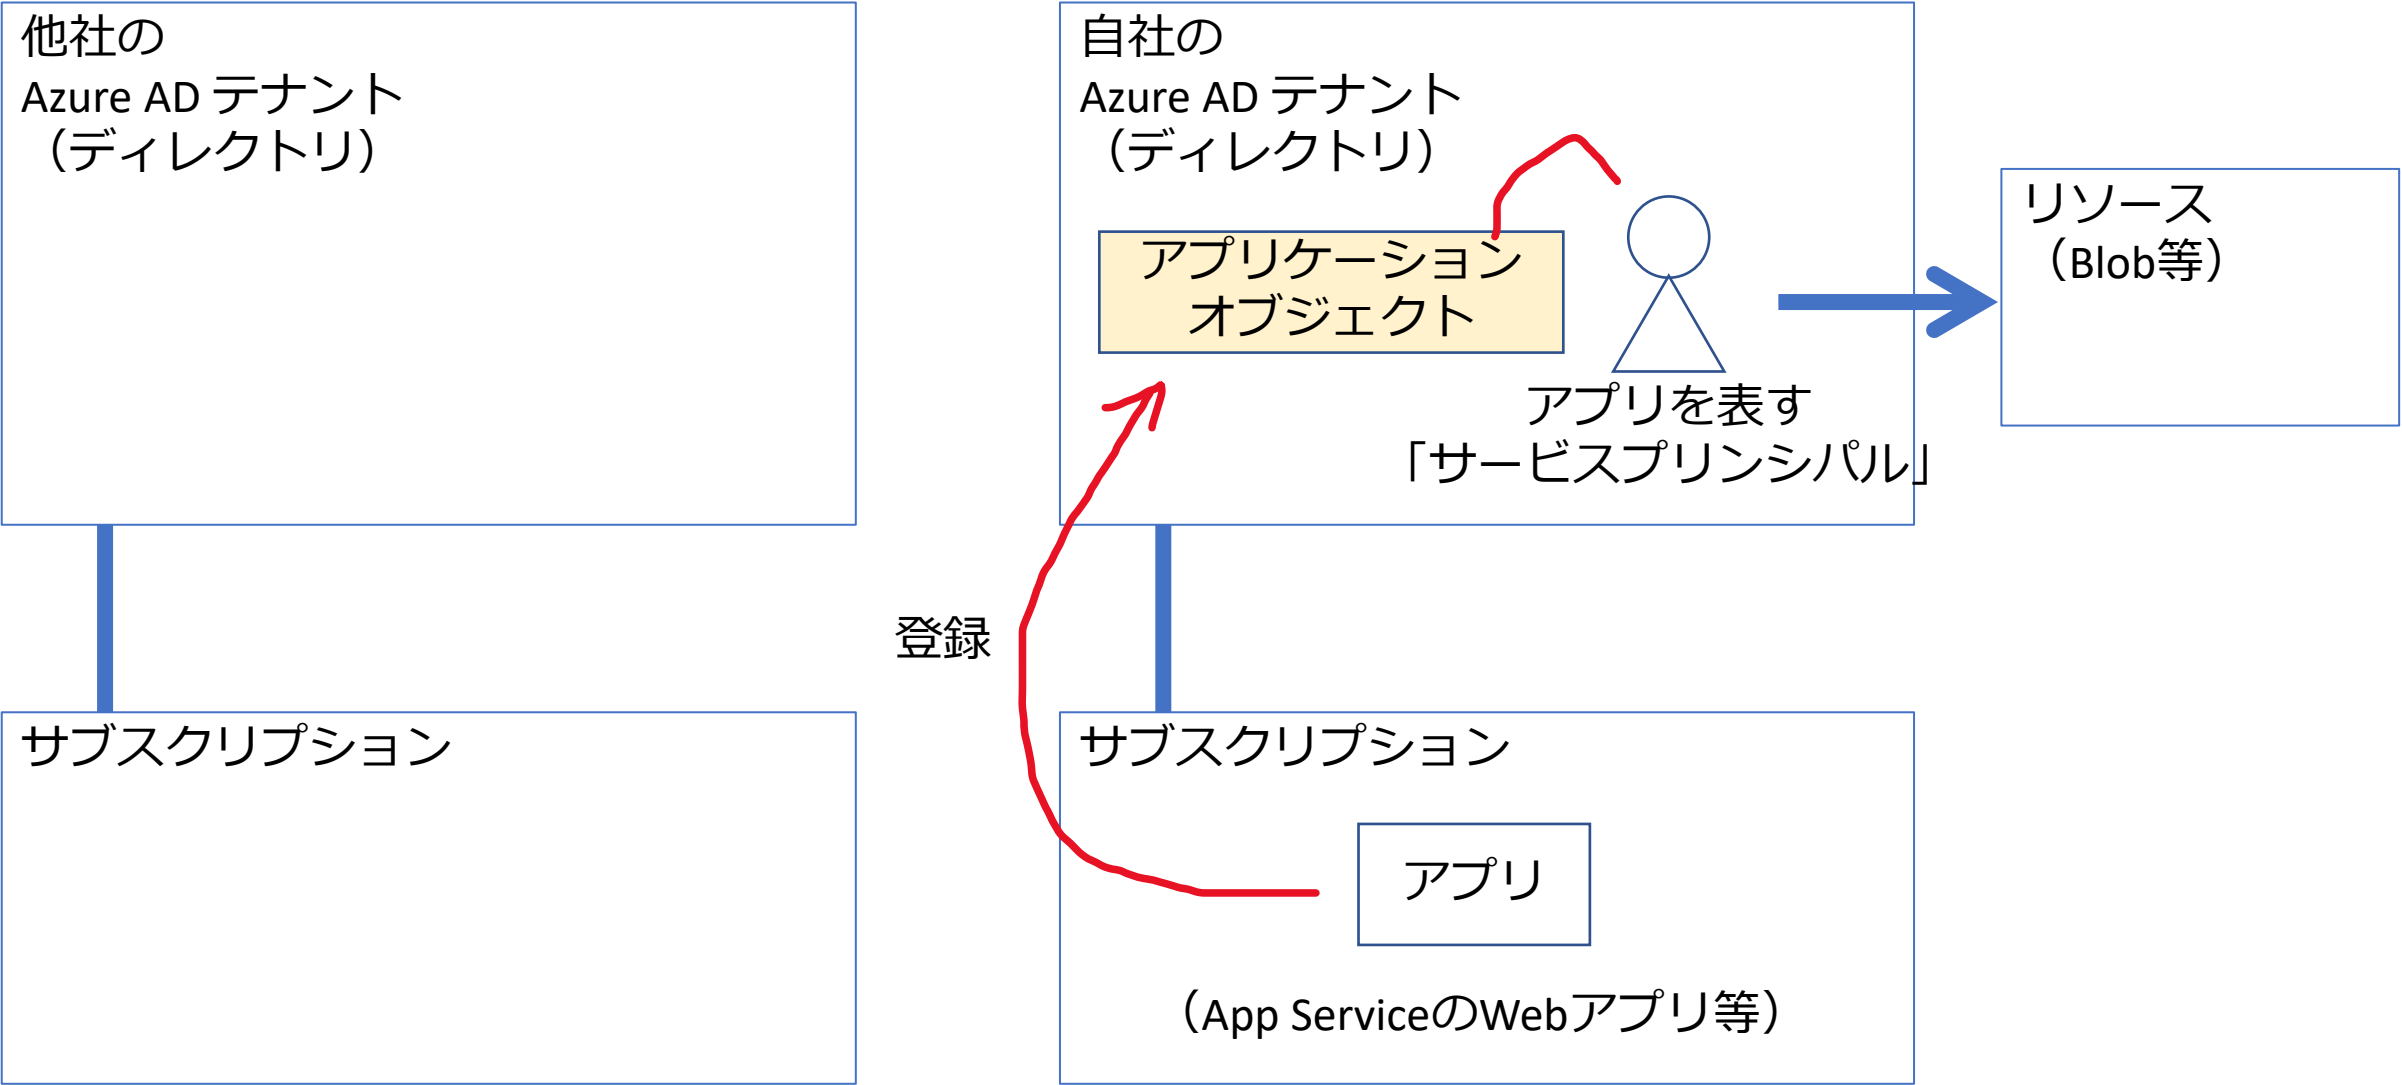 他社の
Azure AD テナント
（ディレクトリ）
自社の
Azure AD テナント
（ディレクトリ）
アプリケーション
オブジェクト
アプリを表す
「サービスプリンシパル」
リソース
（Blob等）
登録
サブスクリプション
サブスクリプション
アプリ
（App ServiceのWebアプリ等）